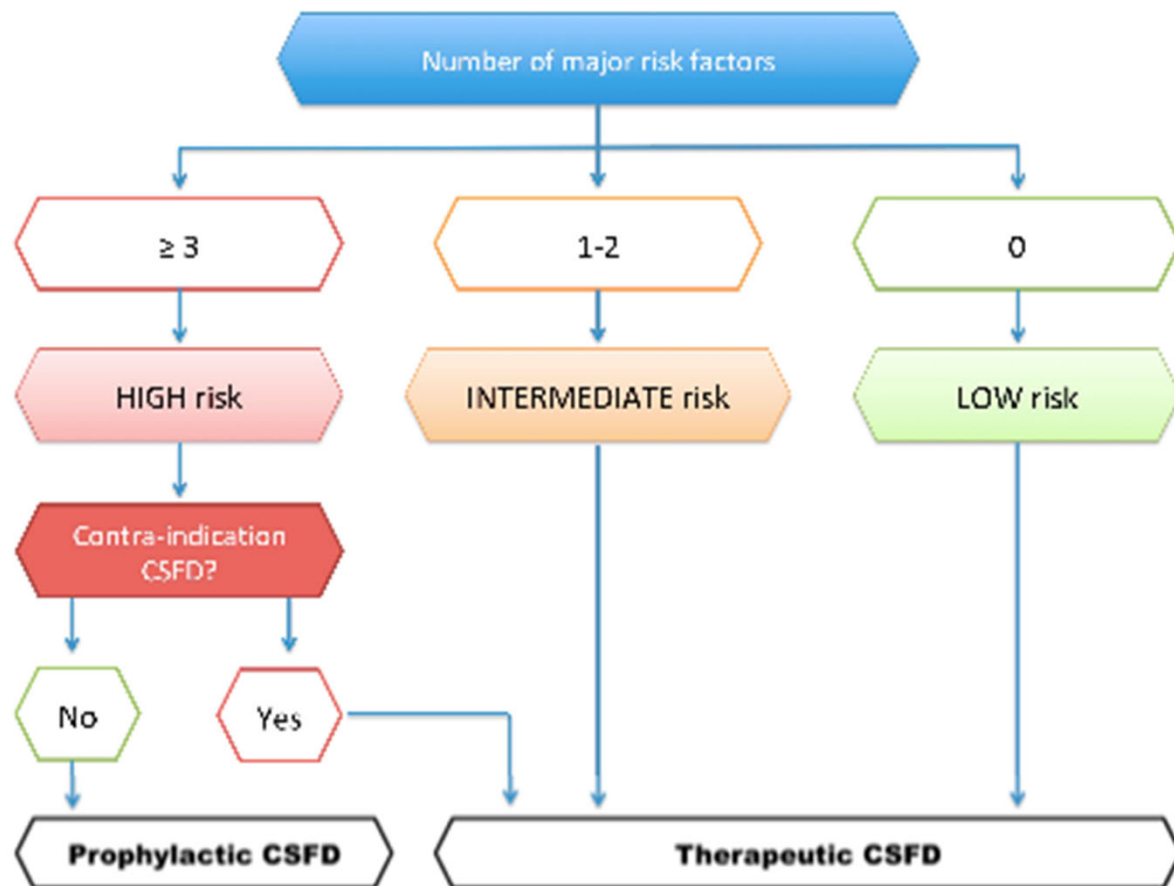 Number of major risk factors
≥ 3
1-2
0
HIGH risk
INTERMEDIATE risk
LOW risk
Contra-indication
CSFD?
No
Yes
Prophylactic CSFD
Therapeutic CSFD